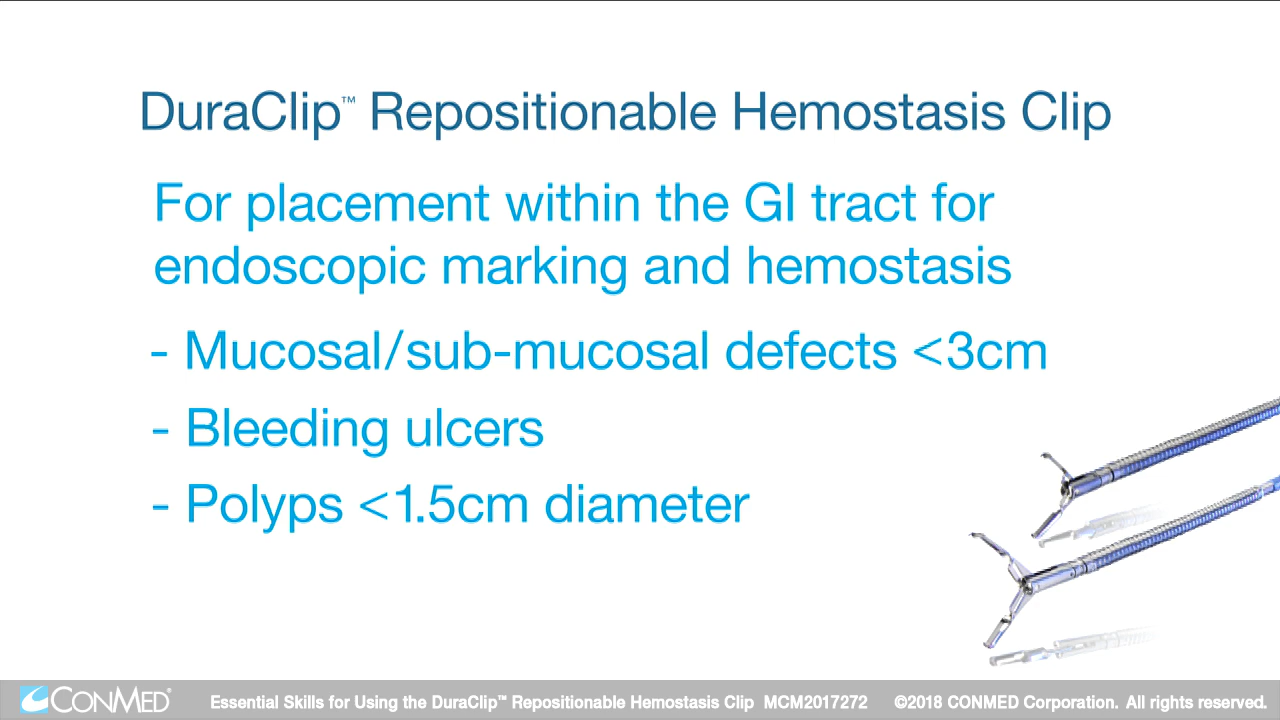 DuraClip™ Repositionable Hemostasis Clip
For placement within the GI tract for
endoscopic marking and hemostasis
- Mucosal/sub-mucosal defects <3cm
- Bleeding ulcers
- Polyps <1.5cm diameter
CONMED® Essential Skills for Using the DuraClip™ Repositionable Hemostasis Clip MCM2017272 ©2018 CONMED Corporation. All rights reserved.